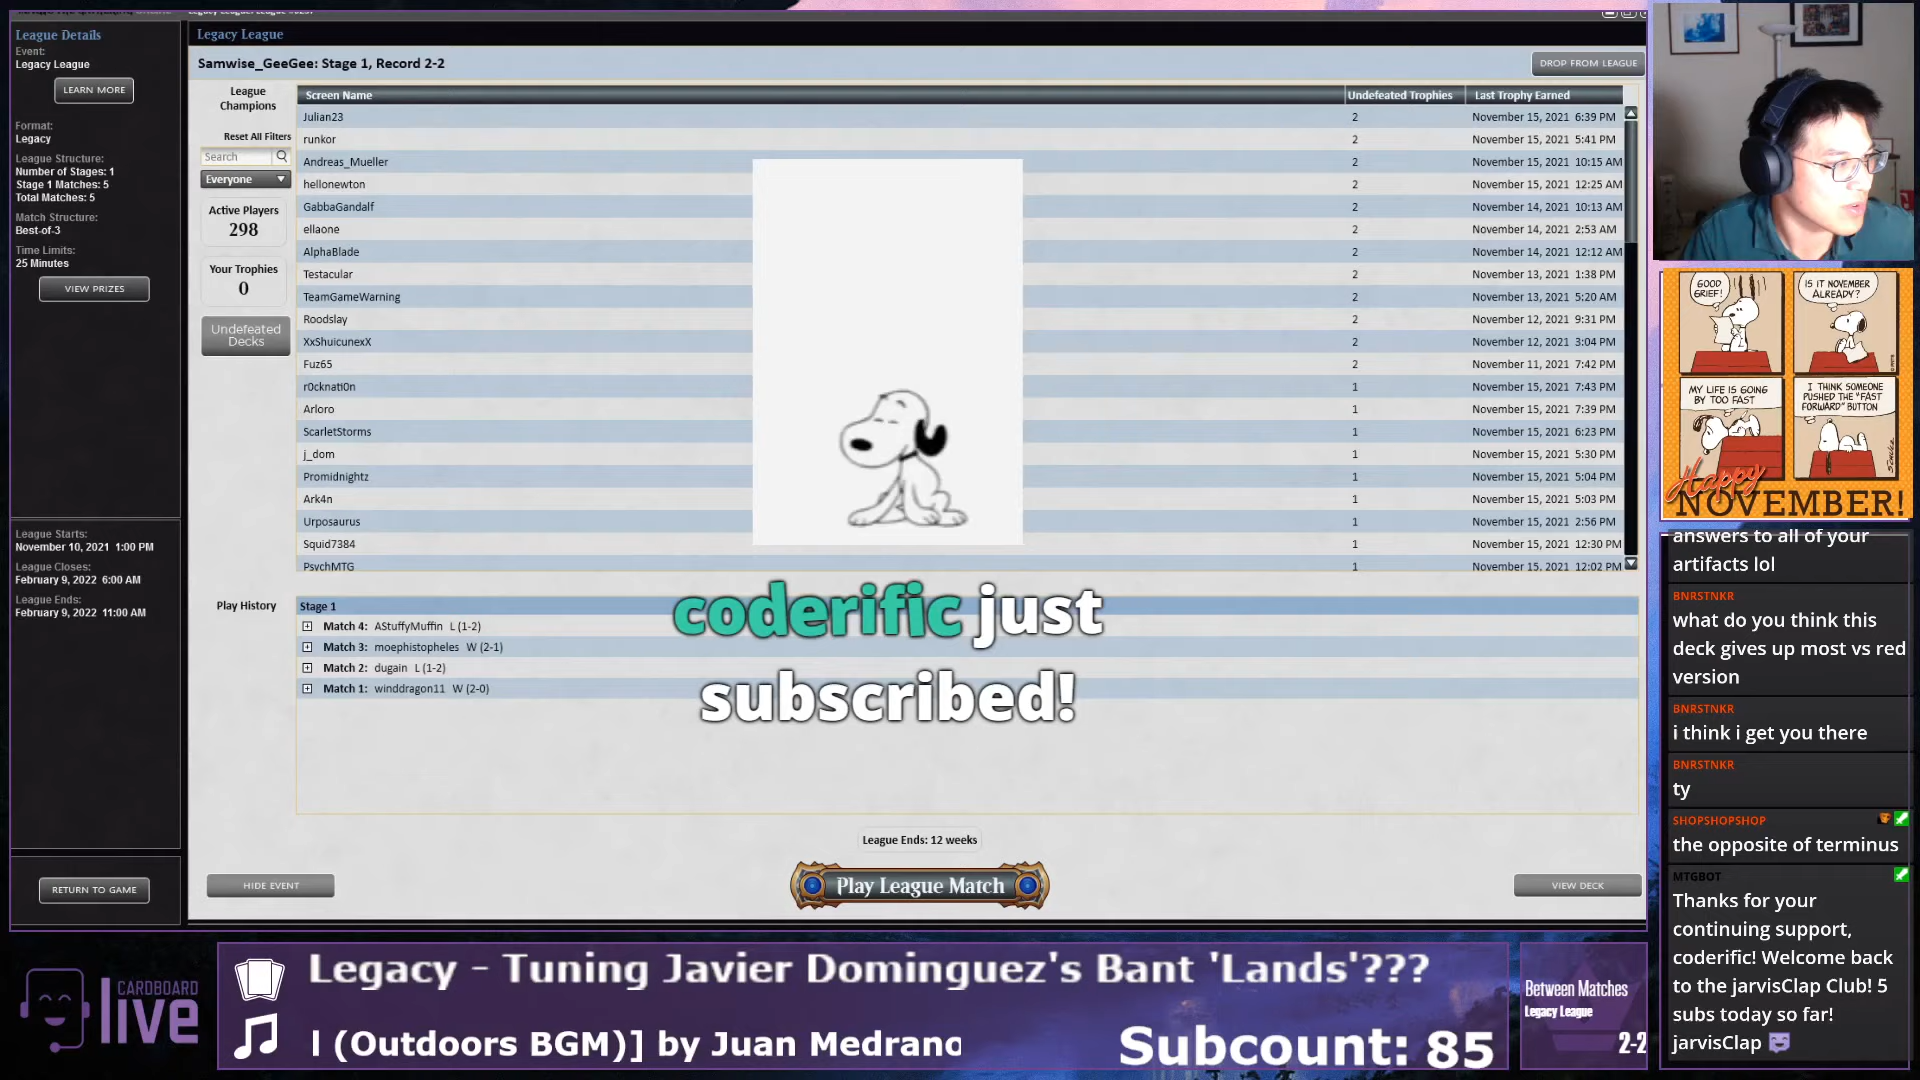 League Details
Event:
Legacy League
LEARN MORE
Format:
Legacy
League Structure:
Number of Stages: 1
Stage 1 Matches: 5
Total Matches: 5
Match Structure:
Best-of-3
Time Limits:
25 Minutes
VIEW PRIZES
League Starts:
November 10, 2021 1:00 PM
League Closes:
February 9, 2022 6:00 AM
League Ends:
February 9, 2022 11:00 AM
RETURN TO GAME
Legacy League
Samwise_GeeGee: Stage 1, Record 2-2
DROP FROM LEAGUE
League
Champions
Reset All Filters
Search
Everyone
Active Players
298
Your Trophies
0
Undefeated
Decks
Screen Name Undefeated Trophies Last Trophy Earned
Julian23 2 November 15, 2021 6:39 PM
runkor 2 November 15, 2021 5:41 PM
Andreas_Mueller 2 November 15, 2021 10:15 AM
hellonewton 2 November 15, 2021 12:25 AM
GabbaGandalf 2 November 14, 2021 10:13 AM
ellaone 2 November 14, 2021 2:53 AM
AlphaBlade 2 November 14, 2021 12:12 AM
Testacular 2 November 13, 2021 1:38 PM
TeamGameWarning 2 November 13, 2021 5:20 AM
Roodslay 2 November 12, 2021 9:31 PM
XxShuicunexX 2 November 12, 2021 3:04 PM
Fuz65 2 November 11, 2021 7:42 PM
r0cknati0n 1 November 15, 2021 7:43 PM
Arloro 1 November 15, 2021 7:39 PM
ScarletStorms 1 November 15, 2021 6:23 PM
j_dom 1 November 15, 2021 5:30 PM
Promidnightz 1 November 15, 2021 5:04 PM
Ark4n 1 November 15, 2021 5:03 PM
Urposaurus 1 November 15, 2021 2:56 PM
Squid7384 1 November 15, 2021 12:30 PM
PsychMTG 1 November 15, 2021 12:02 PM
coderific just
subscribed!
Play History
Stage 1
Match 4: AStuffyMuffin L (1-2)
Match 3: moephistopheles W (2-1)
Match 2: dugain L (1-2)
Match 1: winddragon11 W (2-0)
League Ends: 12 weeks
HIDE EVENT
Play League Match
VIEW DECK
GOOD
GRIEF!
IS IT NOVEMBER
ALREADY?
MY LIFE IS GOING
BY TOO FAST
I THINK SOMEONE
PUSHED THE "FAST
FORWARD" BUTTON
SCHULZ
Happy
NOVEMBER!
answers to all of your
artifacts lol
BNRSTNKR
what do you think this
deck gives up most vs red
version
BNRSTNKR
i think i get you there
BNRSTNKR
ty
SHOPSHOPSHOP
the opposite of terminus
MTGBOT
Thanks for your
continuing support,
coderific! Welcome back
to the jarvisClap Club! 5
subs today so far!
jarvisClap
CARDBOARD
live
Legacy - Tuning Javier Dominguez's Bant 'Lands'???
l (Outdoors BGM)] by Juan Medrano
Subcount: 85
Between Matches
Legacy League
2-2